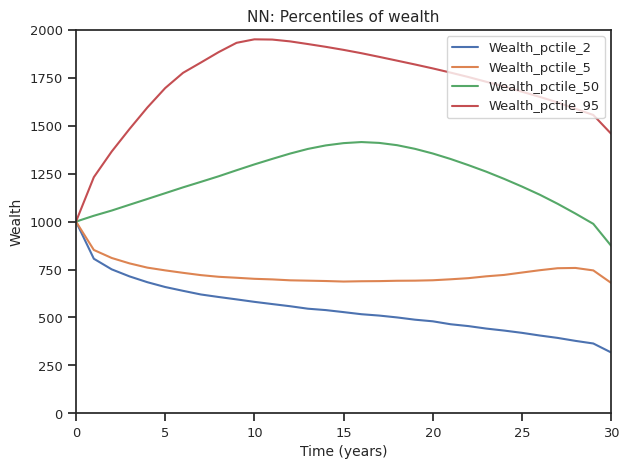 NN: Percentiles of wealth
2000
1750
1500
1250
1000
750
500
250
0
Wealth
Wealth_pctile_2
Wealth_pctile_5
Wealth_pctile_50
Wealth_pctile_95
0
5
10
15
20
25
30
Time (years)